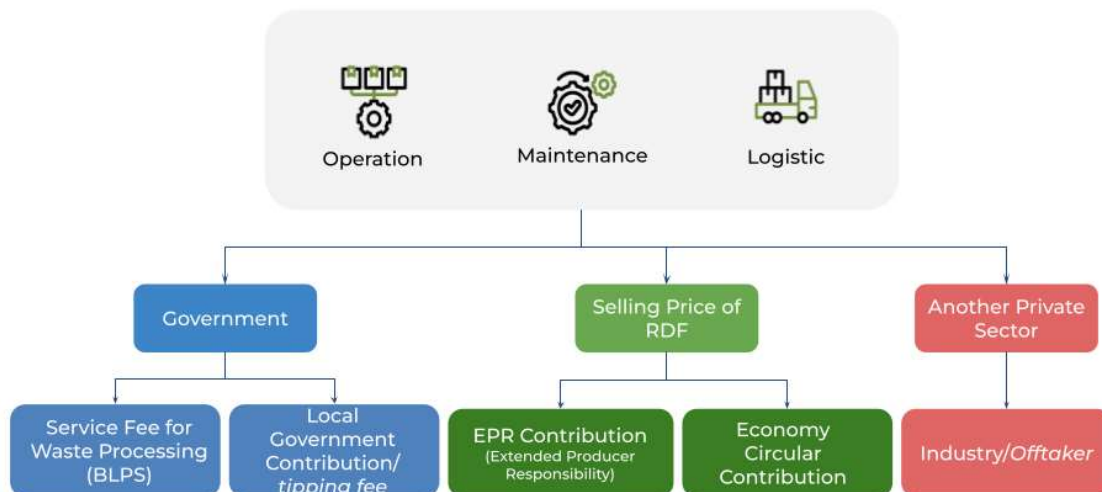 Operation
Maintenance
Logistic
Government
Selling Price of
RDF
Another Private
Sector
Service Fee for
Waste Processing
(BLPS)
Local
Government
Contribution/
tipping fee
EPR Contribution
(Extended Producer
Responsibility)
Economy
Circular
Contribution
Industry/Offtaker